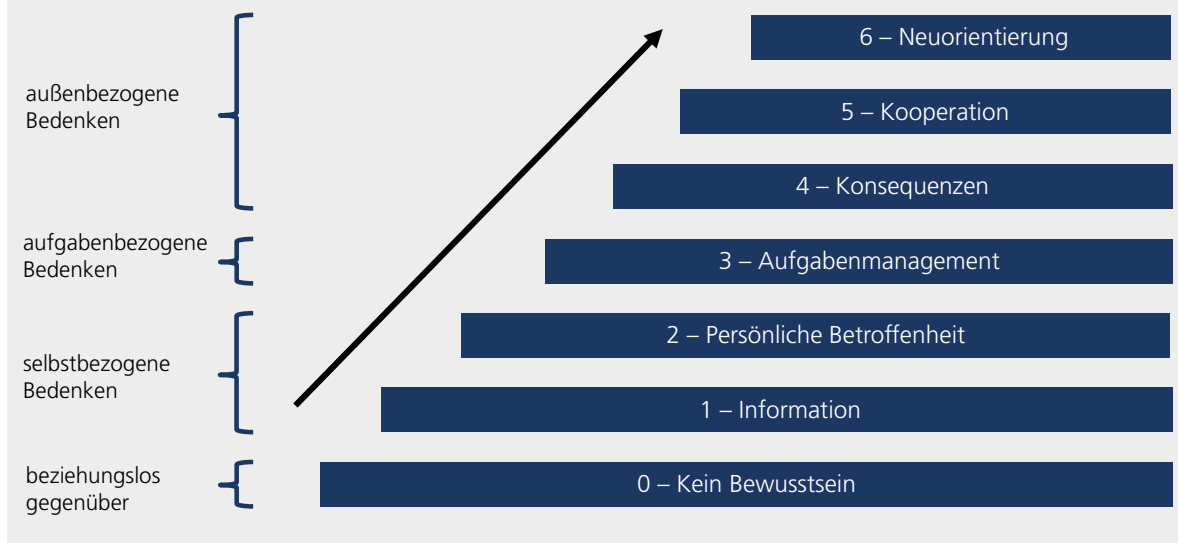 6 – Neuorientierung
außenbezogene
Bedenken
5 – Kooperation
4 – Konsequenzen
aufgabenbezogene
Bedenken
3 – Aufgabenmanagement
2 – Persönliche Betroffenheit
selbstbezogene
Bedenken
1 – Information
beziehungslos
gegenüber
0 – Kein Bewusstsein